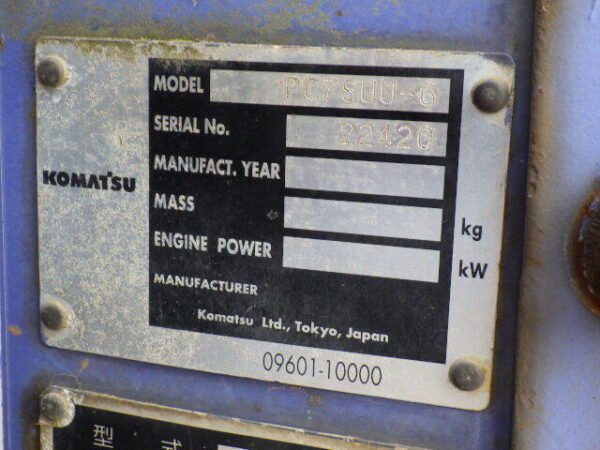 MODEL PC78UU-6
SERIAL No. 22420
MANUFACT. YEAR
KOMATSU
MASS kg
ENGINE POWER kW
MANUFACTURER
Komatsu Ltd., Tokyo, Japan
09601-10000
型 式